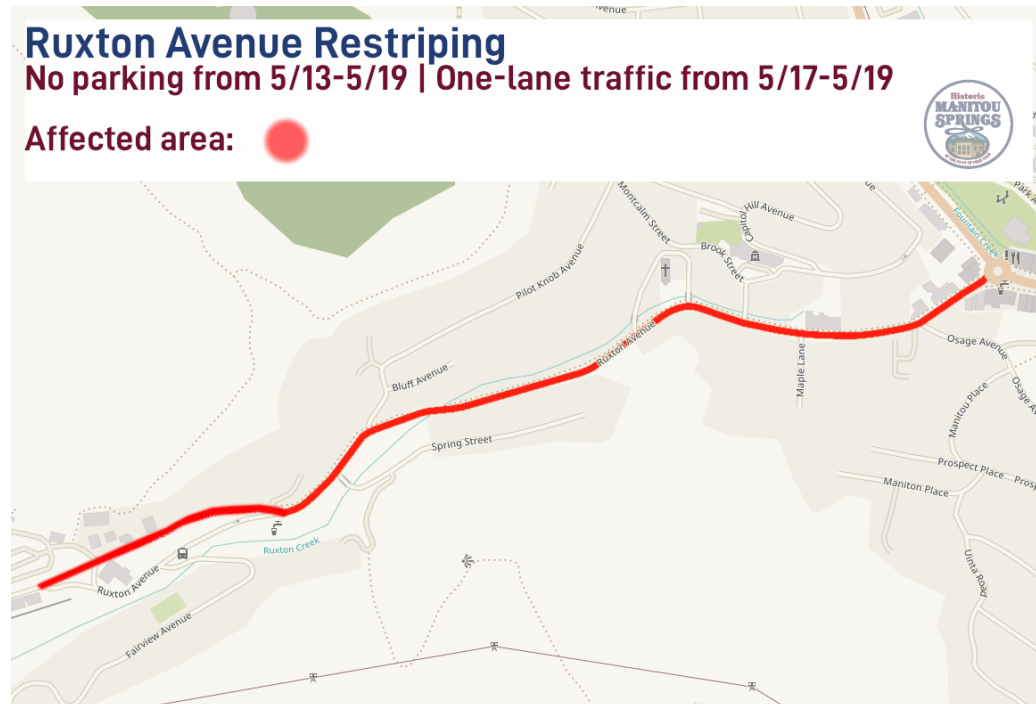 Avenue
Ruxton Avenue Restriping
No parking from 5/13-5/19 | One-lane traffic from 5/17-5/19
Affected area:
Historic
MANITOU
SPRINGS
Park A
Montcalm Street
Capitol
Hill Avenue
Fountain Creek
Brook Street
Pilot Knob Avenue
Ruxton Avenue
Osage Avenue
Maple Lane
Bluff Avenue
Osage Av
Manitou Place
Spring Street
Prospect Place
Prosp
Maniton Place
Ruxton Creek
Ruxton Avenue
Uinta Road
Fairview Avenue